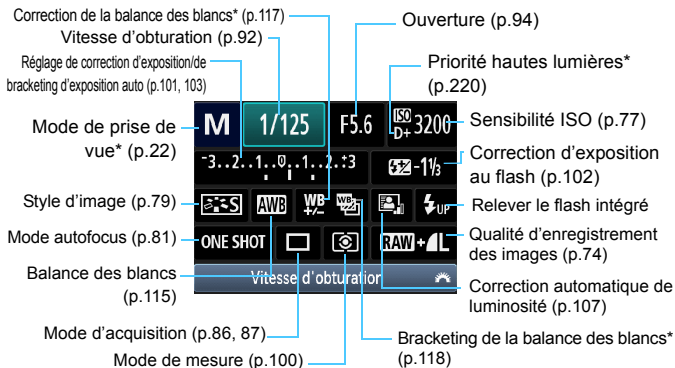 Correction de la balance des blancs* (p.117)
Vitesse d'obturation (p.92)
Réglage de correction d'exposition/de
bracketing d'exposition auto (p.101, 103)
Mode de prise de
vue* (p.22)
Style d'image (p.79)
Mode autofocus (p.81)
Balance des blancs
(p.115)
Mode d'acquisition (p.86, 87)
Mode de mesure (p.100)
Ouverture (p.94)
Priorité hautes lumières*
(p.220)
Sensibilité ISO (p.77)
Correction d'exposition
au flash (p.102)
Relever le flash intégré
Qualité d'enregistrement
des images (p.74)
Correction automatique de
luminosité (p.107)
Bracketing de la balance des blancs*
(p.118)
M 1/125 F5.6 ISO D+ 3200
-3..2..1..0..1..2..+3 -1⅓
S AWB WB +/- WB UP
ONE SHOT RAW+L
Vitesse d'obturation